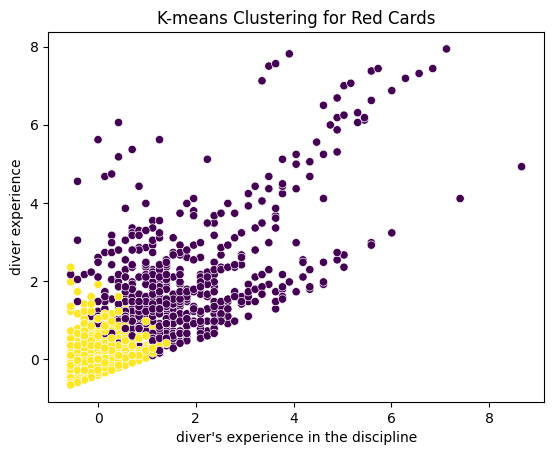 K-means Clustering for Red Cards
8
6
4
2
0
diver experience
0 2 4 6 8
diver's experience in the discipline